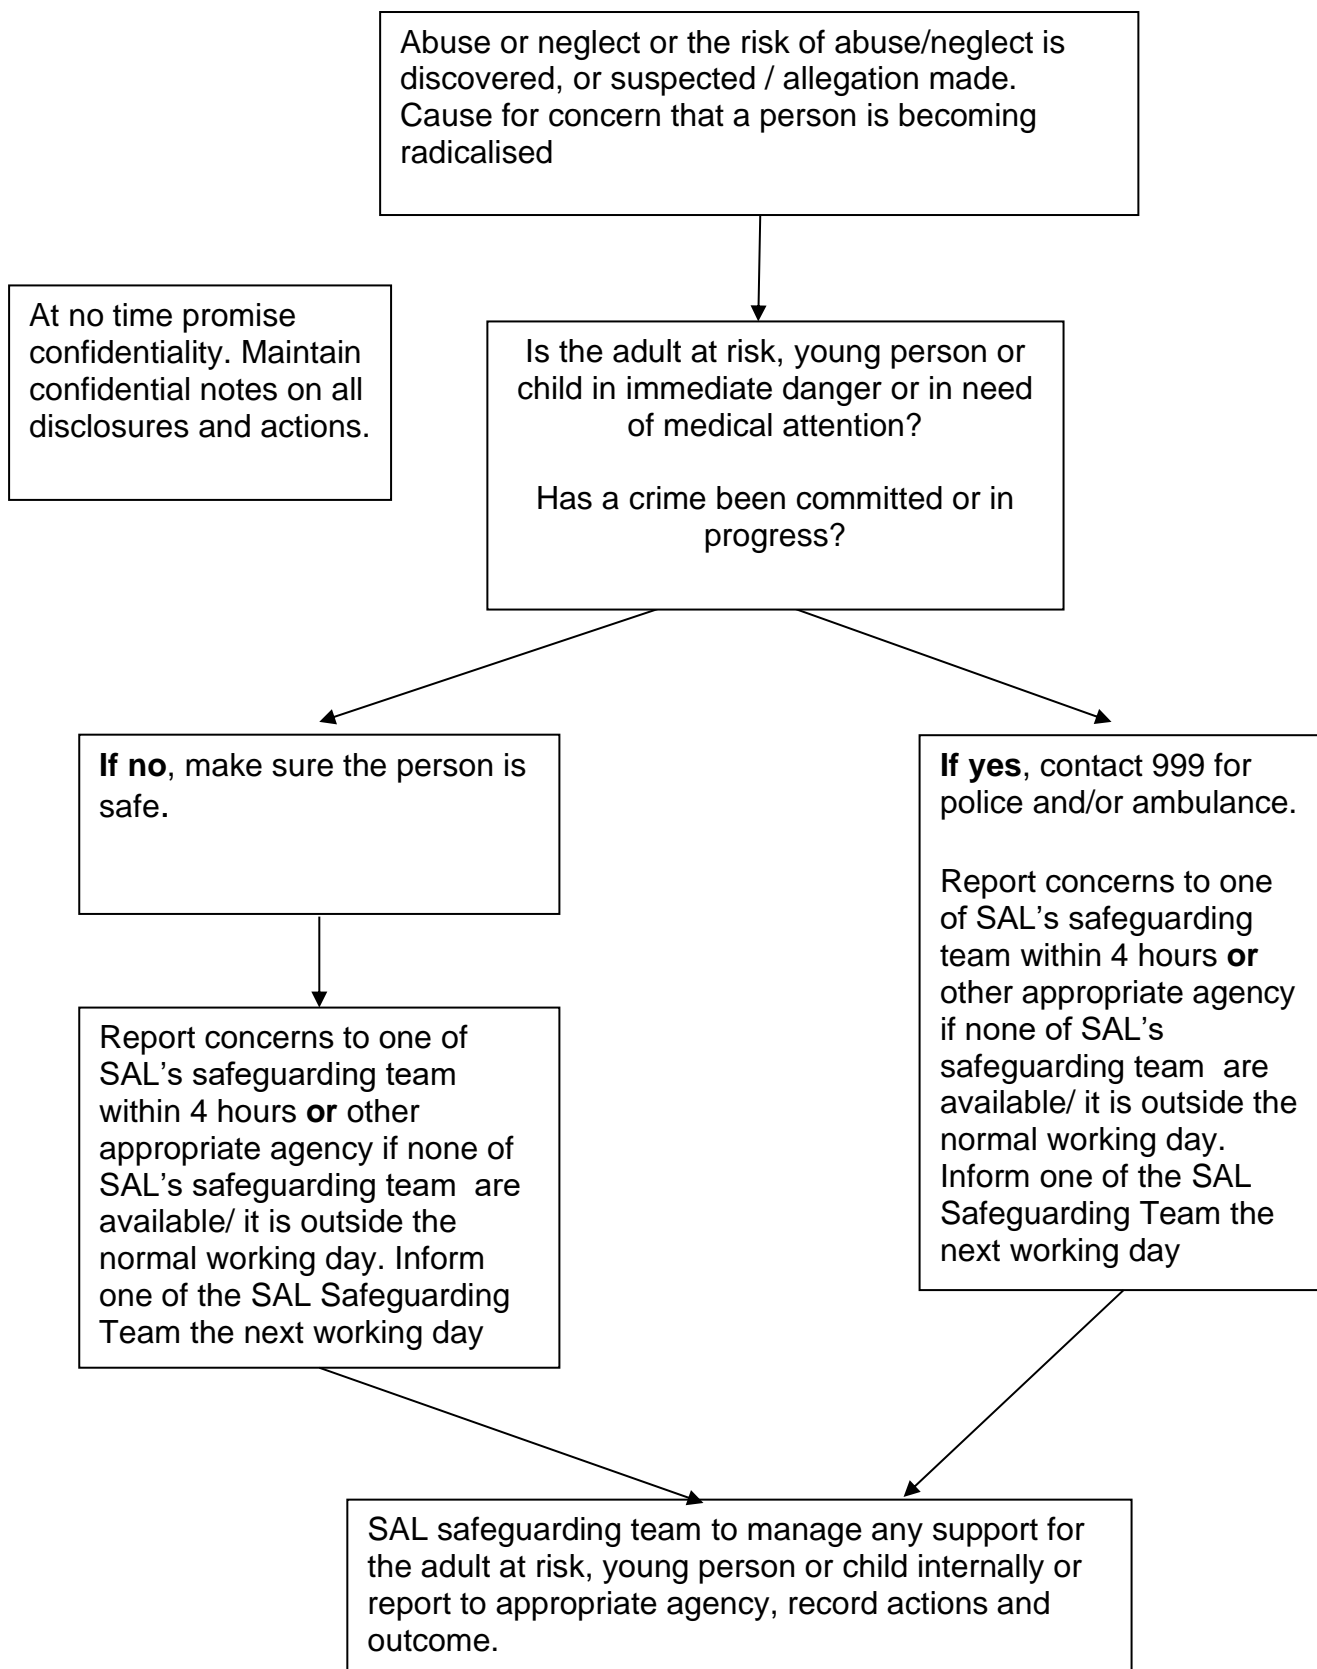 Abuse or neglect or the risk of abuse/neglect is
discovered, or suspected / allegation made.
Cause for concern that a person is becoming
radicalised
At no time promise
confidentiality. Maintain
confidential notes on all
disclosures and actions.
Is the adult at risk, young person or
child in immediate danger or in need
of medical attention?
Has a crime been committed or in
progress?
If no, make sure the person is
safe.
If yes, contact 999 for
police and/or ambulance.
Report concerns to one
of SAL’s safeguarding
team within 4 hours or
other appropriate agency
if none of SAL’s
safeguarding team  are
available/ it is outside the
normal working day.
Inform one of the SAL
Safeguarding Team the
next working day
Report concerns to one of
SAL’s safeguarding team
within 4 hours or other
appropriate agency if none of
SAL’s safeguarding team  are
available/ it is outside the
normal working day. Inform
one of the SAL Safeguarding
Team the next working day
SAL safeguarding team to manage any support for
the adult at risk, young person or child internally or
report to appropriate agency, record actions and
outcome.